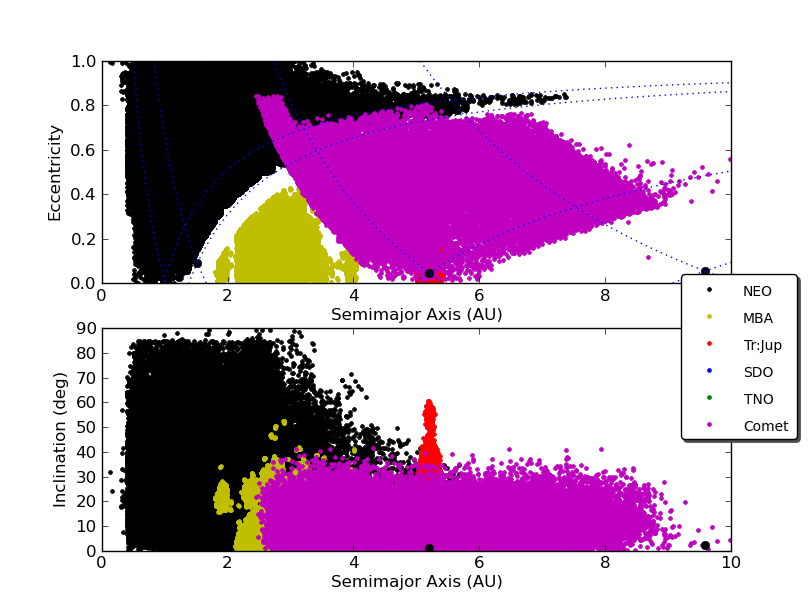 1.0
0.8
0.6
0.4
0.2
0.0
Eccentricity
0 2 4 6 8 10
Semimajor Axis (AU)
NEO
MBA
Tr:Jup
SDO
TNO
Comet
90
80
70
60
50
40
30
20
10
0
Inclination (deg)
0 2 4 6 8 10
Semimajor Axis (AU)